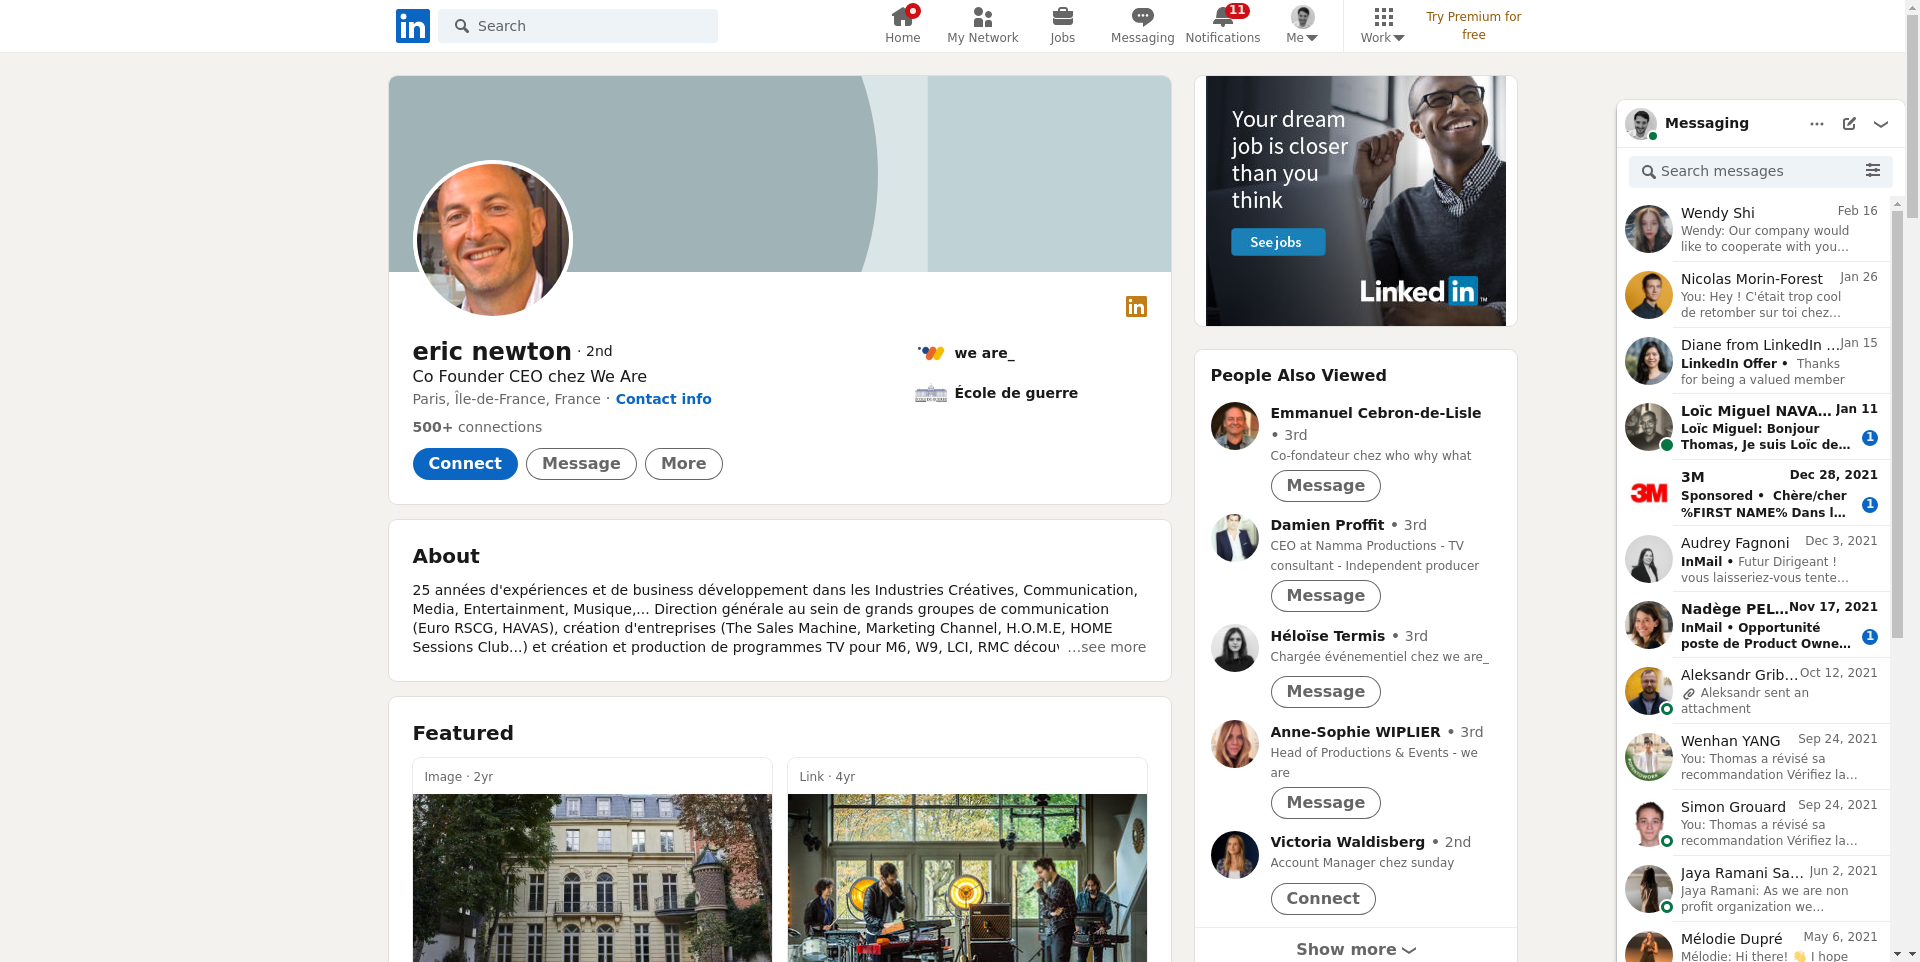 in
Search
Home
My Network
Jobs
Messaging
11
Notifications
Me
Work
Try Premium for
free
in
eric newton · 2nd
Co Founder CEO chez We Are
Paris, Île-de-France, France · Contact info
500+ connections
Connect
Message
More
we are_
École de guerre
About
25 années d'expériences et de business développement dans les Industries Créatives, Communication,
Media, Entertainment, Musique,... Direction générale au sein de grands groupes de communication
(Euro RSCG, HAVAS), création d'entreprises (The Sales Machine, Marketing Channel, H.O.M.E, HOME
Sessions Club...) et création et production de programmes TV pour M6, W9, LCI, RMC décou …see more
Featured
Image · 2yr
Link · 4yr
Your dream
job is closer
than you
think
See jobs
Linked in
People Also Viewed
Emmanuel Cebron-de-Lisle
• 3rd
Co-fondateur chez who why what
Message
Damien Proffit • 3rd
CEO at Namma Productions - TV
consultant - Independent producer
Message
Héloïse Termis • 3rd
Chargée événementiel chez we are_
Message
Anne-Sophie WIPLIER • 3rd
Head of Productions & Events - we
are
Message
Victoria Waldisberg • 2nd
Account Manager chez sunday
Connect
Show more
Messaging
Search messages
Wendy Shi
Feb 16
Wendy: Our company would
like to cooperate with you…
Nicolas Morin-Forest
Jan 26
You: Hey ! C'était trop cool
de retomber sur toi chez…
Diane from LinkedIn …
Jan 15
LinkedIn Offer • Thanks
for being a valued member
Loïc Miguel NAVA…
Jan 11
Loïc Miguel: Bonjour
Thomas, Je suis Loïc de…
1
3M
3M
Dec 28, 2021
Sponsored • Chère/cher
%FIRST NAME% Dans l…
1
Audrey Fagnoni
Dec 3, 2021
InMail • Futur Dirigeant !
vous laisseriez-vous tente…
Nadège PEL…
Nov 17, 2021
InMail • Opportunité
poste de Product Owne…
1
Aleksandr Grib…
Oct 12, 2021
Aleksandr sent an
attachment
Wenhan YANG
Sep 24, 2021
You: Thomas a révisé sa
recommandation Vérifiez la…
Simon Grouard
Sep 24, 2021
You: Thomas a révisé sa
recommandation Vérifiez la…
Jaya Ramani Sa…
Jun 2, 2021
Jaya Ramani: As we are non
profit organization we…
Mélodie Dupré
May 6, 2021
Mélodie: Hi there! 👋 I hope